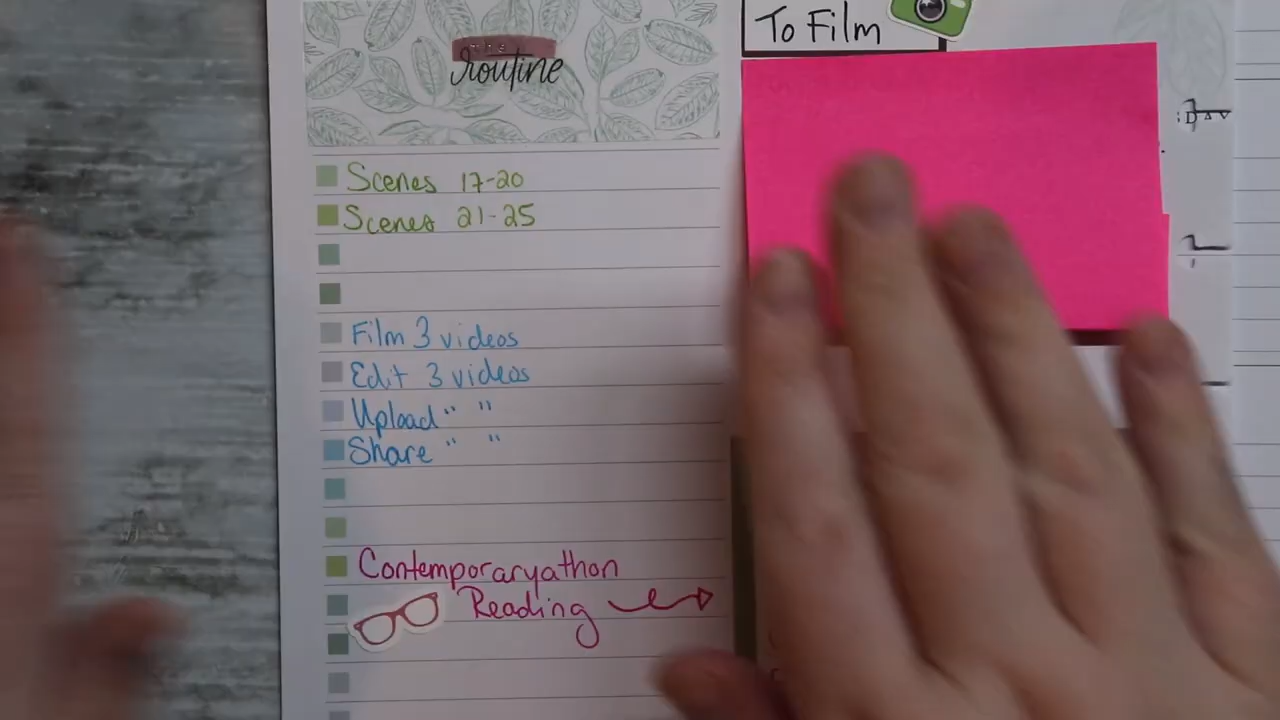 the
routine
To Film
Scenes 17-20
Scenes 21-25
Film 3 videos
Edit 3 videos
Upload " "
Share " "
Contemporaryathon
Reading